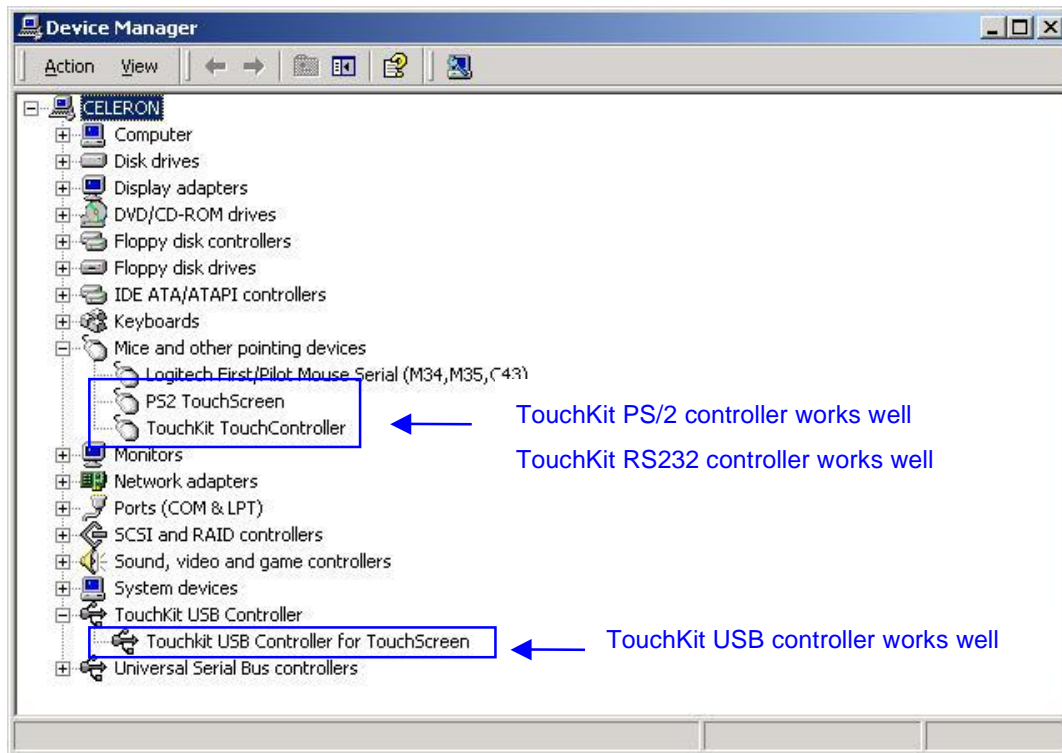 Device Manager
Action View
CELERON
Computer
Disk drives
Display adapters
DVD/CD-ROM drives
Floppy disk controllers
Floppy disk drives
IDE ATA/ATAPI controllers
Keyboards
Mice and other pointing devices
Logitech First/Pilot Mouse Serial (M34,M35,C43)
PS2 TouchScreen
TouchKit TouchController
TouchKit PS/2 controller works well
TouchKit RS232 controller works well
Monitors
Network adapters
Ports (COM & LPT)
SCSI and RAID controllers
Sound, video and game controllers
System devices
TouchKit USB Controller
Touchkit USB Controller for TouchScreen
TouchKit USB controller works well
Universal Serial Bus controllers